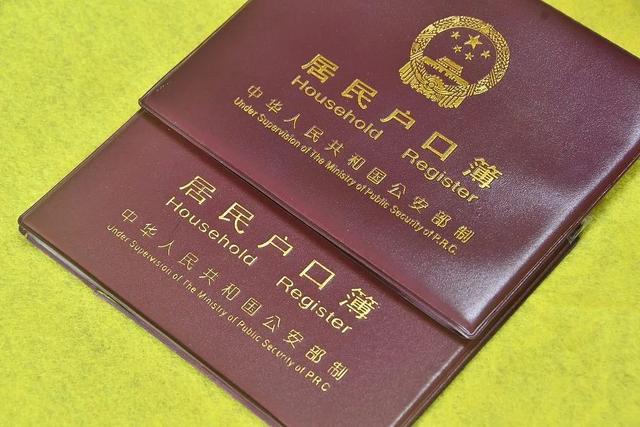 居民户口簿
Household Register
中华人民共和国公安部制
Under Supervision of The Ministry of Public Security of P.R.C.
居民户口簿
Household Register
中华人民共和国公安部制
Under Supervision of The Ministry of Public Security of P.R.C